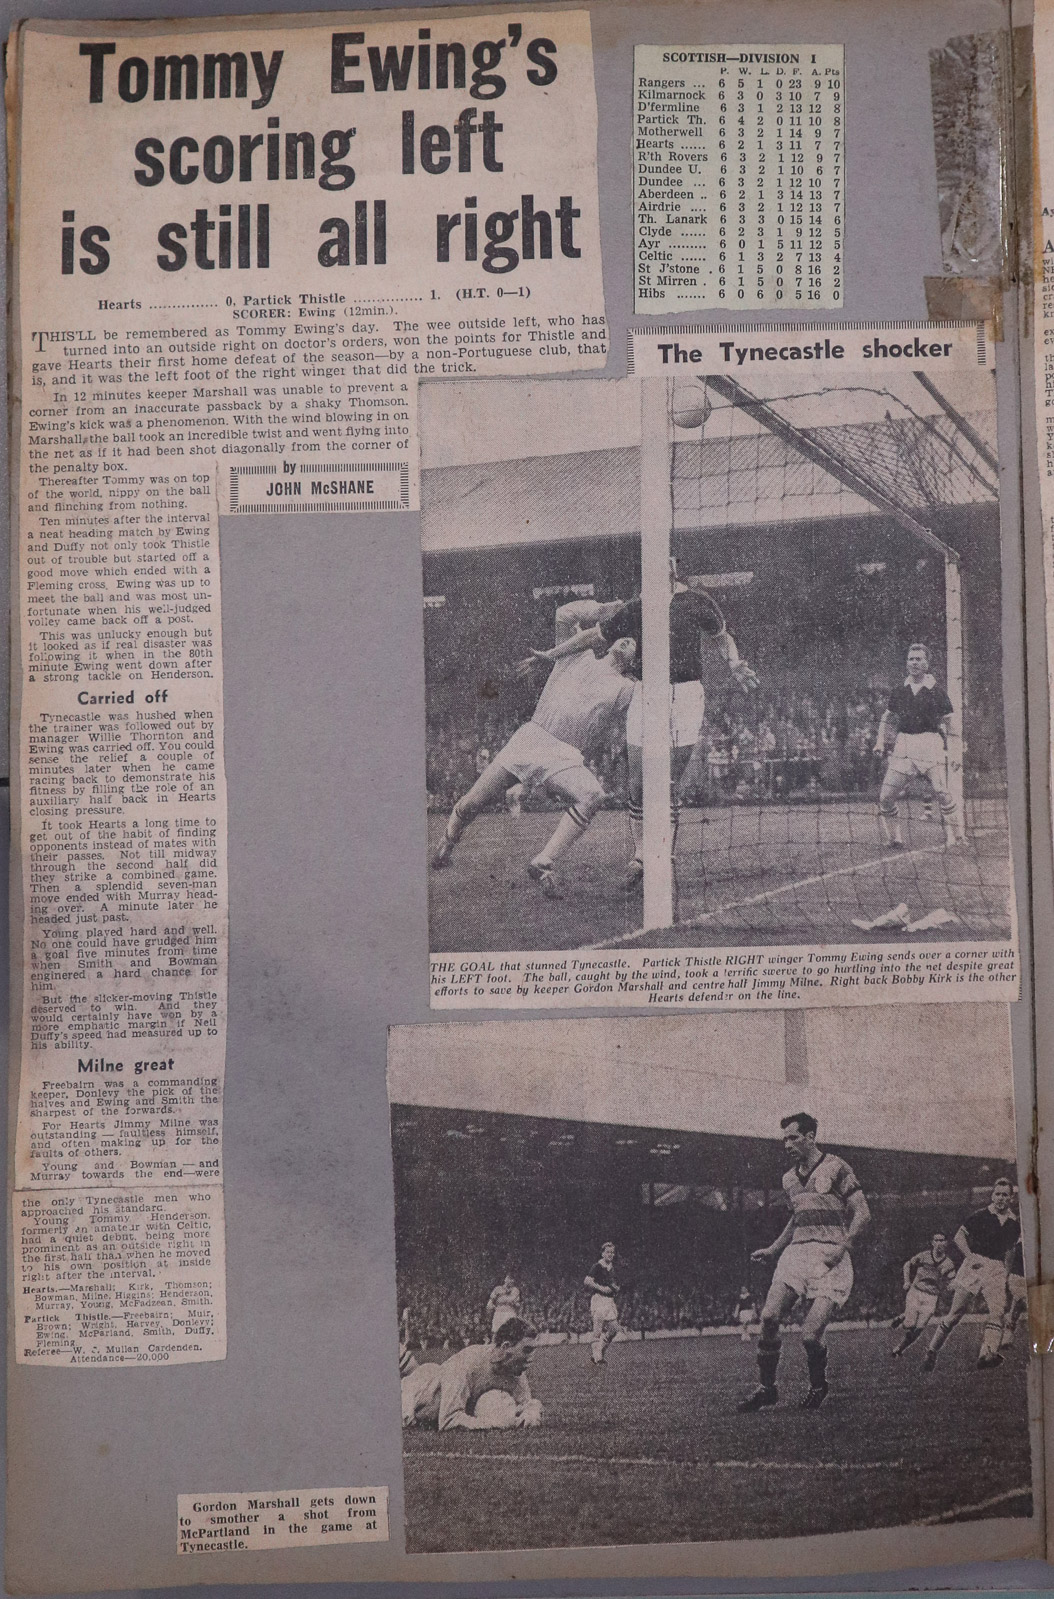 Tommy Ewing's
scoring left
is still all right
Hearts ............... 0, Partick Thistle ............... 1. (H.T. 0—1)
SCORER: Ewing (12min.).
THIS'LL be remembered as Tommy Ewing's day. The wee outside left, who has
turned into an outside right on doctor's orders, won the points for Thistle and
gave Hearts their first home defeat of the season—by a non-Portuguese club, that
is, and it was the left foot of the right winger that did the trick.
In 12 minutes keeper Marshall was unable to prevent a
corner from an inaccurate passback by a shaky Thomson.
Ewing's kick was a phenomenon. With the wind blowing in on
Marshall, the ball took an incredible twist and went flying into
the net as if it had been shot diagonally from the corner of
the penalty box.
by
JOHN McSHANE
Thereafter Tommy was on top
of the world, nippy on the ball
and flinching from nothing.
Ten minutes after the interval
a neat heading match by Ewing
and Duffy not only took Thistle
out of trouble but started off a
good move which ended with a
Fleming cross. Ewing was up to
meet the ball and was most un-
fortunate when his well-judged
volley came back off a post.
This was unlucky enough but
it looked as if real disaster was
following it when in the 80th
minute Ewing went down after
a strong tackle on Henderson.
Carried off
Tynecastle was hushed when
the trainer was followed out by
manager Willie Thornton and
Ewing was carried off. You could
sense the relief a couple of
minutes later when he came
racing back to demonstrate his
fitness by filling the role of an
auxiliary half back in Hearts
closing pressure.
It took Hearts a long time to
get out of the habit of finding
opponents instead of mates with
their passes. Not till midway
through the second half did
they strike a combined game.
Then a splendid seven-man
move ended with Murray head-
ing over. A minute later he
headed just past.
Young played hard and well.
No one could have grudged him
a goal five minutes from time
when Smith and Bowman
enginered a hard chance for
him.
But the slicker-moving Thistle
deserved to win. And they
would certainly have won by a
more emphatic margin if Neil
Duffy's speed had measured up to
his ability.
Milne great
Freebairn was a commanding
keeper, Donlevy the pick of the
halves and Ewing and Smith the
sharpest of the forwards.
For Hearts Jimmy Milne was
outstanding — faultless himself,
and often making up for the
faults of others.
Young and Bowman — and
Murray towards the end—were
the only Tynecastle men who
approached his standard.
Young Tommy Henderson,
formerly an amateur with Celtic,
had a quiet debut, being more
prominent as an outside right in
the first half than when he moved
to his own position at inside
right after the interval.
Hearts.—Marshall; Kirk, Thomson;
Bowman, Milne, Higgins; Henderson,
Murray, Young, McFadzean, Smith.
Partick Thistle.—Freebairn; Muir,
Brown; Wright, Harvey, Donlevy;
Ewing, McParland, Smith, Duffy,
Fleming
Referee—W. J. Mullan Cardenden.
Attendance—20,000
SCOTTISH—DIVISION I
P. W. L. D. F. A. Pts
Rangers ... 6 5 1 0 23 9 10
Kilmarnock 6 3 0 3 10 7 9
D'fermline 6 3 1 2 13 12 8
Partick Th. 6 4 2 0 11 10 8
Motherwell 6 3 2 1 14 9 7
Hearts ...... 6 2 1 3 11 7 7
R'th Rovers 6 3 2 1 12 9 7
Dundee U. 6 3 2 1 10 6 7
Dundee ... 6 3 2 1 12 10 7
Aberdeen .. 6 2 1 3 14 13 7
Airdrie .... 6 3 2 1 12 13 7
Th. Lanark 6 3 3 0 15 14 6
Clyde ...... 6 2 3 1 9 12 5
Ayr ......... 6 0 1 5 11 12 5
Celtic ...... 6 1 3 2 7 13 4
St J'stone . 6 1 5 0 8 16 2
St Mirren . 6 1 5 0 7 16 2
Hibs ....... 6 0 6 0 5 16 0
The Tynecastle shocker
THE GOAL that stunned Tynecastle. Partick Thistle RIGHT winger Tommy Ewing sends over a corner with
his LEFT foot. The ball, caught by the wind, took a terrific swerve to go hurtling into the net despite great
efforts to save by keeper Gordon Marshall and centre half Jimmy Milne. Right back Bobby Kirk is the other
Hearts defender on the line.
Gordon Marshall gets down
to smother a shot from
McPartland in the game at
Tynecastle.